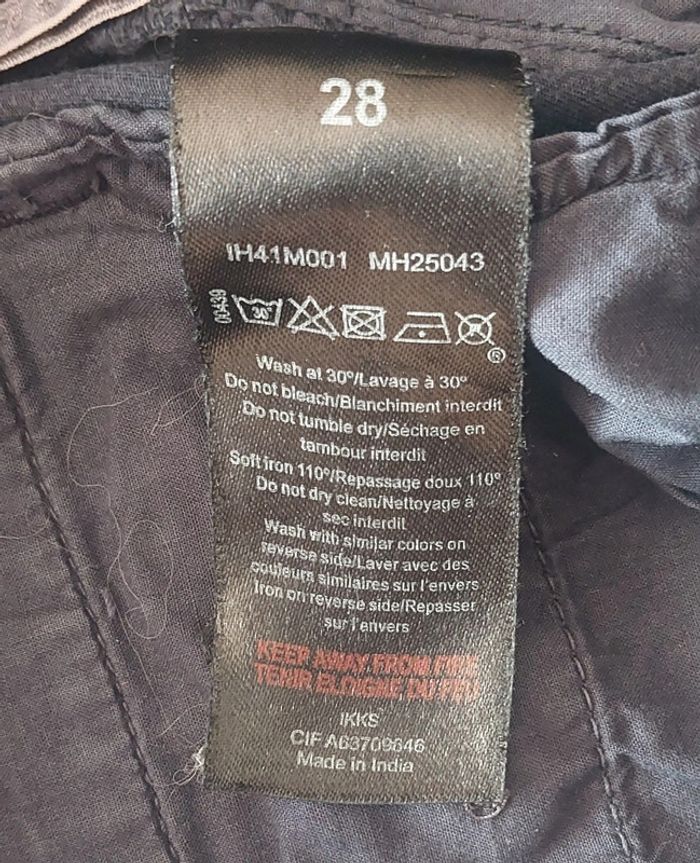 28
IH41M001 MH25043
00439
30°
®
Wash at 30°/Lavage à 30°
Do not bleach/Blanchiment interdit
Do not tumble dry/Séchage en
tambour interdit
Soft iron 110°/Repassage doux 110°
Do not dry clean/Nettoyage à
sec interdit
Wash with similar colors on
reverse side/Laver avec des
couleurs similaires sur l'envers
Iron on reverse side/Repasser
sur l'envers
KEEP AWAY FROM FIRE
TENIR ELOIGNE DU FEU
IKKS
CIF A63709846
Made in India